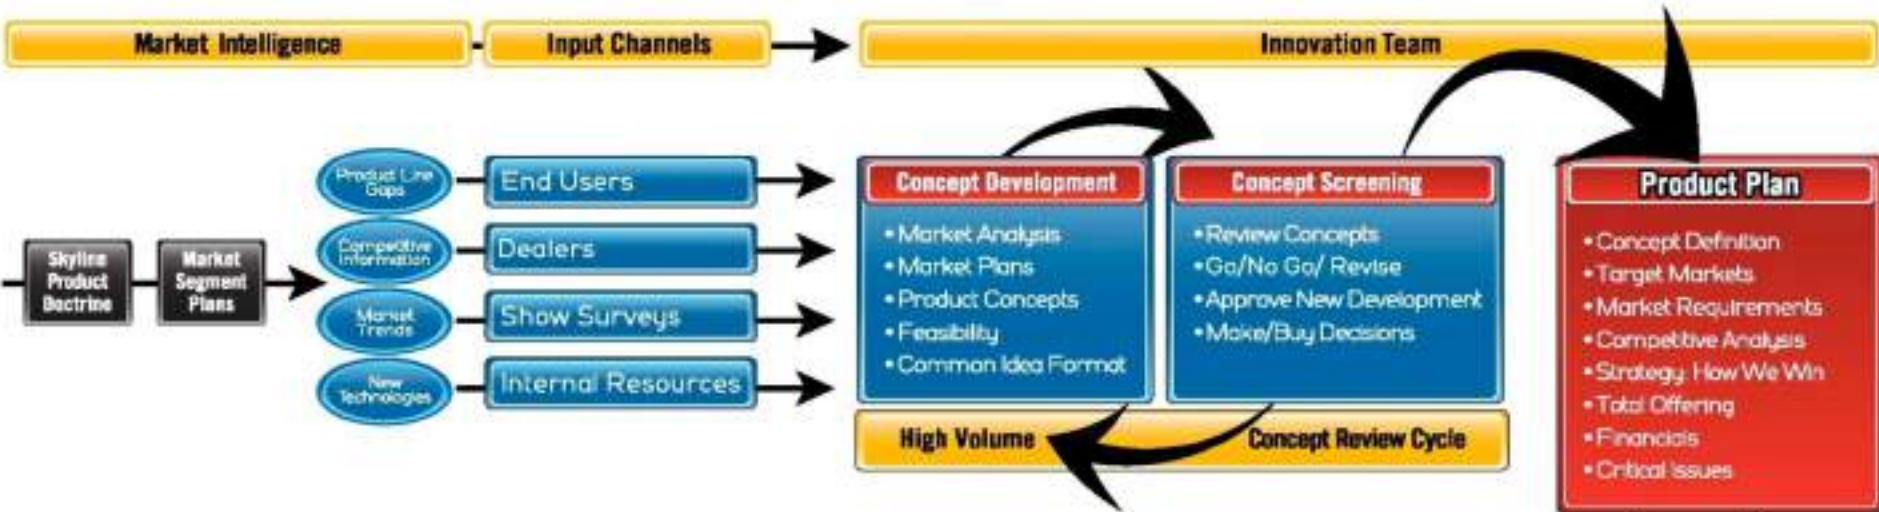 Market Intelligence
Input Channels
Innovation Team
Skyline
Product
Doctrine
Market
Segment
Plans
Product Line
Gaps
Competitive
Information
Market
Trends
New
Technologies
End Users
Dealers
Show Surveys
Internal Resources
Concept Development
• Market Analysis
• Market Plans
• Product Concepts
• Feasibility
• Common Idea Format
Concept Screening
• Review Concepts
• Go/No Go/ Revise
• Approve New Development
• Make/Buy Decisions
High Volume
Concept Review Cycle
Product Plan
• Concept Definition
• Target Markets
• Market Requirements
• Competitive Analysis
• Strategy: How We Win
• Total Offering
• Financials
• Critical Issues